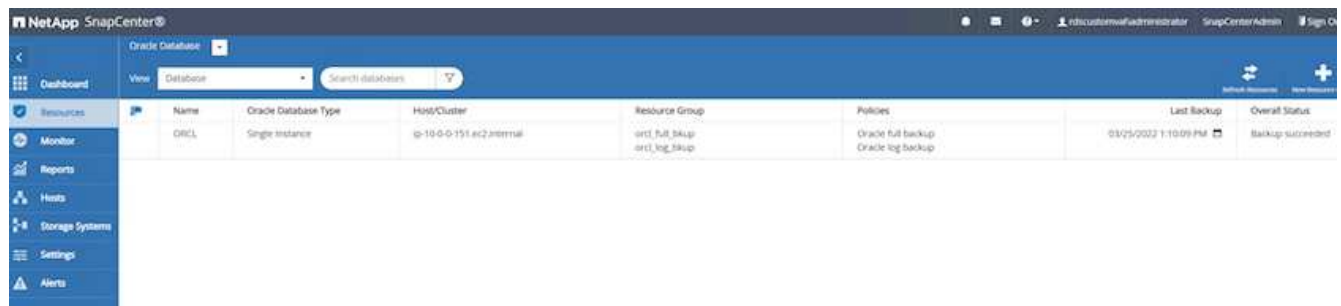 NetApp SnapCenter®
rdscustomval\administrator SnapCenterAdmin Sign O
Oracle Database
Dashboard
View Database Search databases
Refresh Resources New Resource
Resources
Name Oracle Database Type Host/Cluster Resource Group Policies Last Backup Overall Status
ORCL Single Instance ip-10-0-0-151.ec2.internal orcl_full_bkup Oracle full backup 03/25/2022 1:10:09 PM Backup succeeded
orcl_log_bkup Oracle log backup
Monitor
Reports
Hosts
Storage Systems
Settings
Alerts